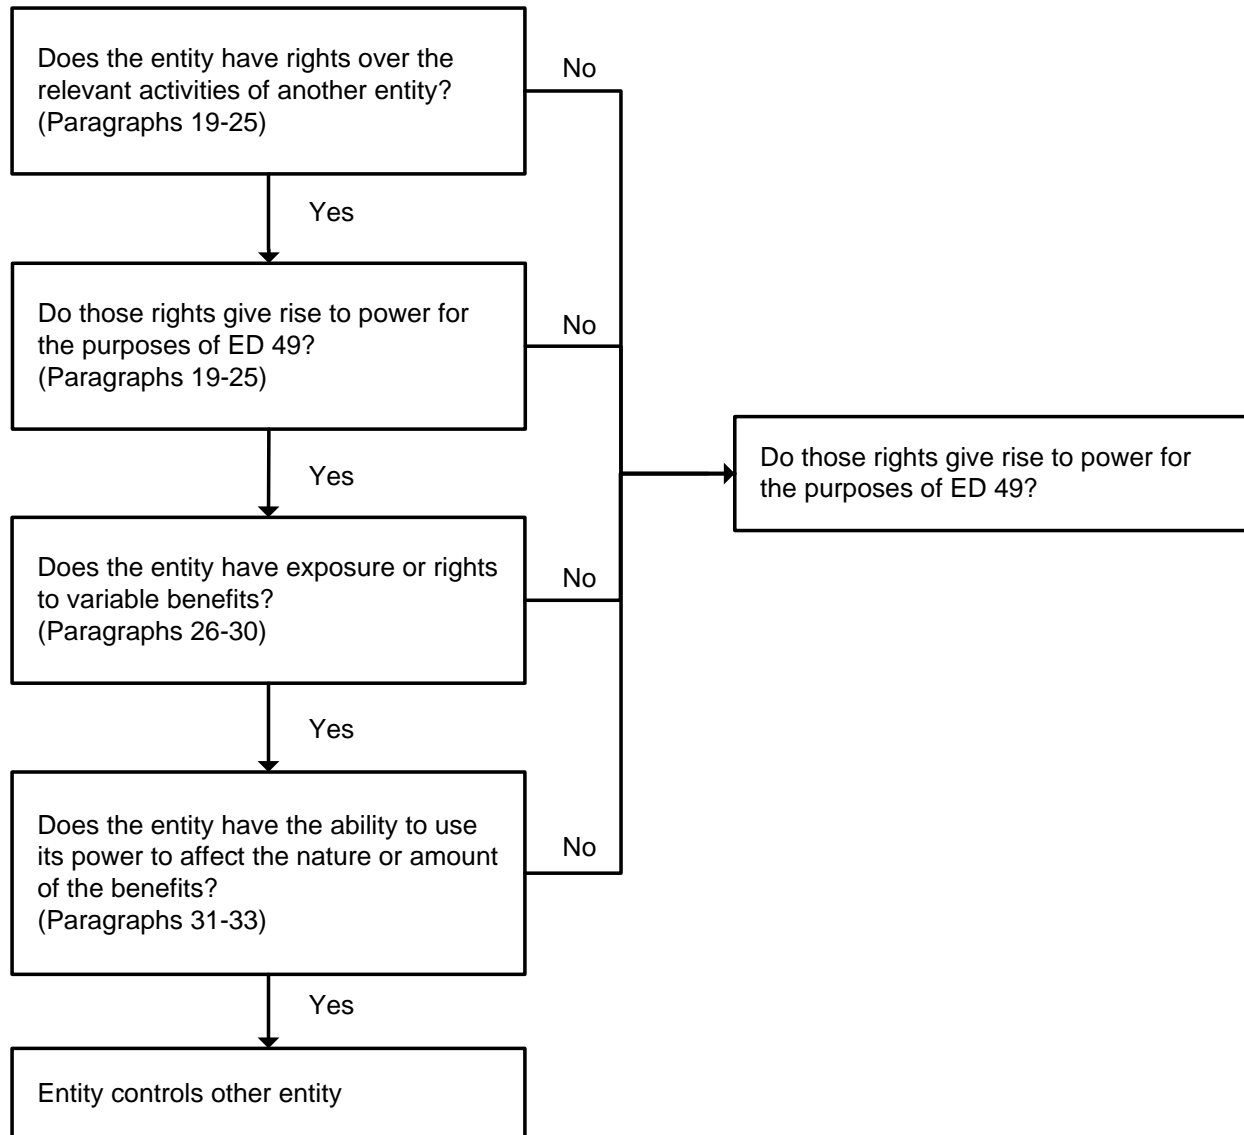 Does the entity have rights over the
relevant activities of another entity?
(Paragraphs 19-25)
No
Yes
Do those rights give rise to power for
the purposes of ED 49?
(Paragraphs 19-25)
No
Do those rights give rise to power for
the purposes of ED 49?
Yes
Does the entity have exposure or rights
to variable benefits?
(Paragraphs 26-30)
No
Yes
Does the entity have the ability to use
its power to affect the nature or amount
of the benefits?
(Paragraphs 31-33)
No
Yes
Entity controls other entity